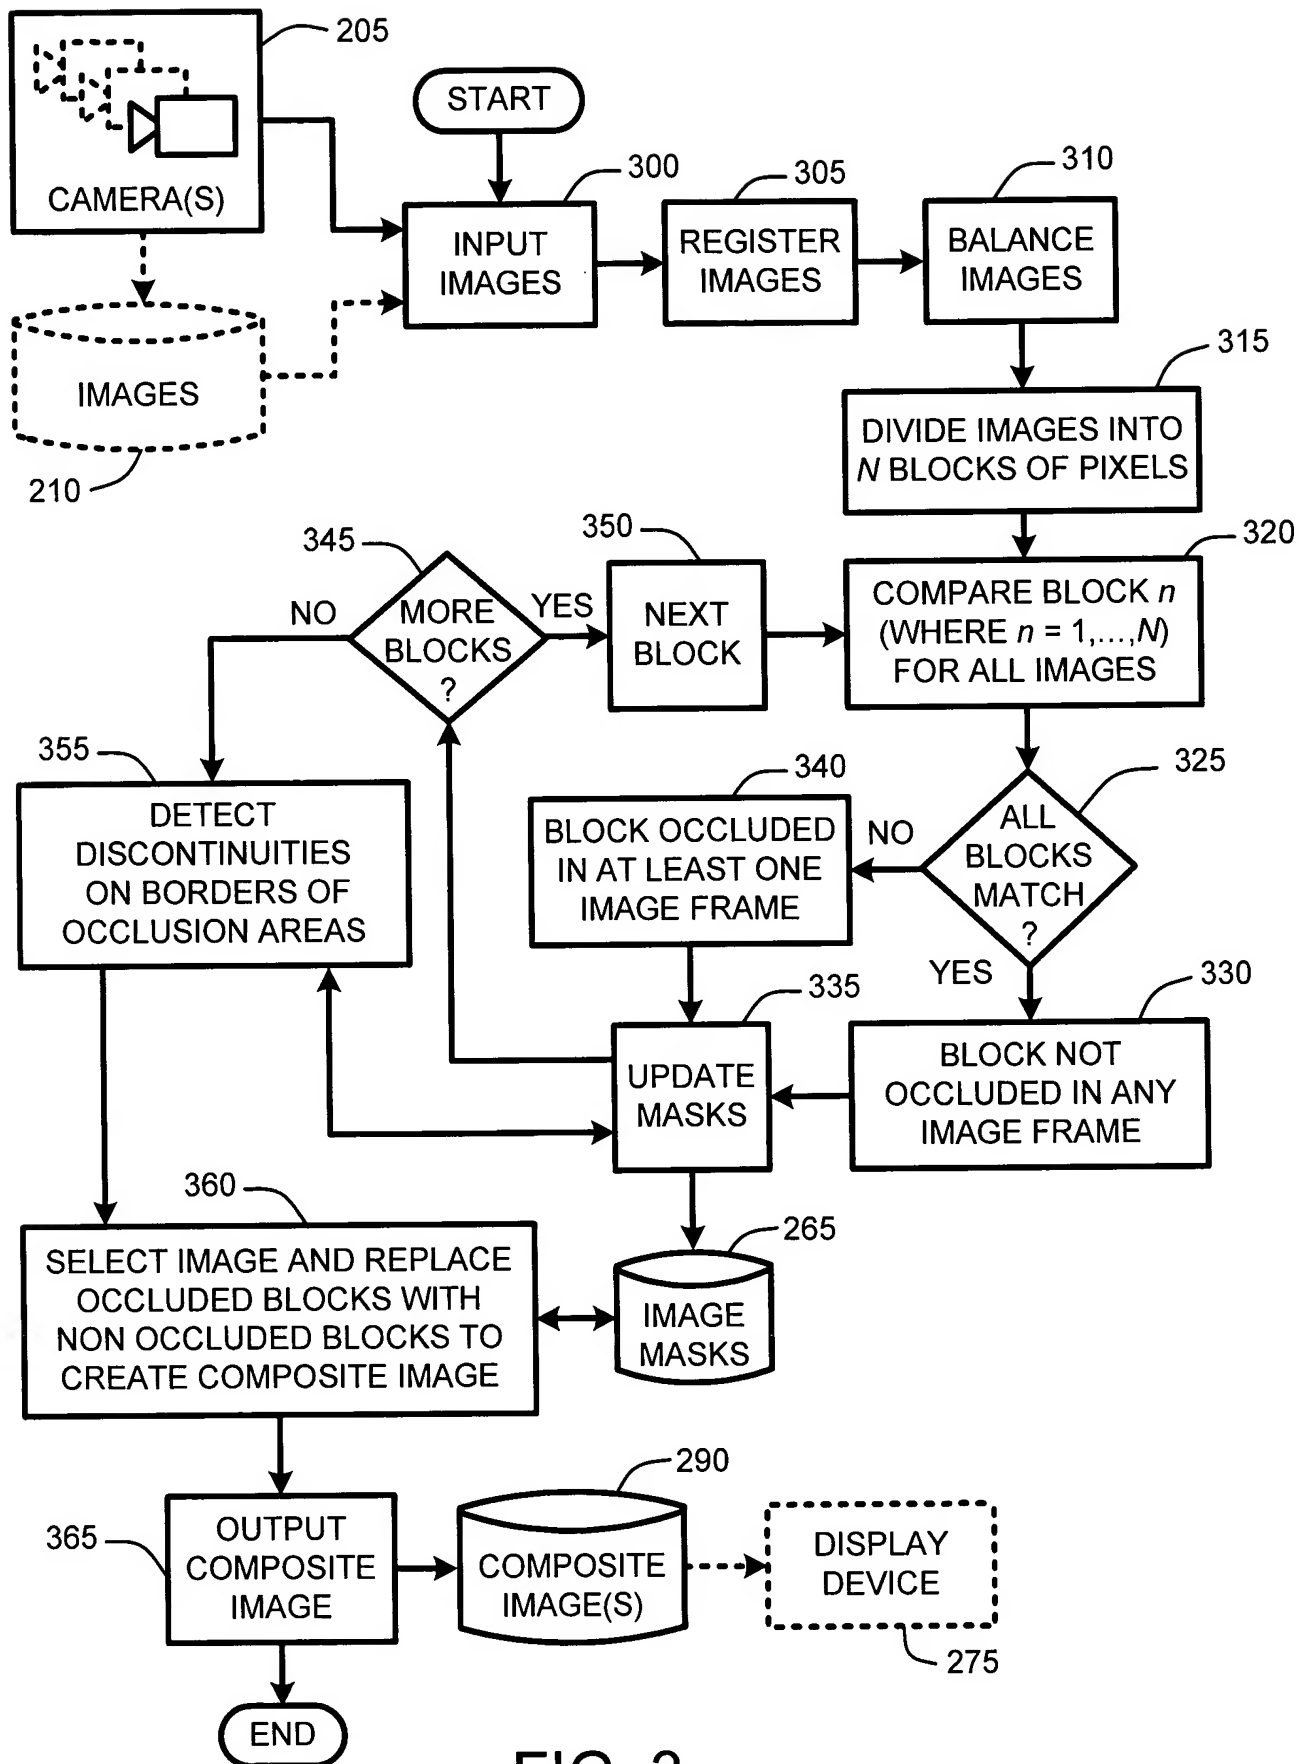 205
CAMERA(S)
START
300
INPUT
IMAGES
305
REGISTER
IMAGES
310
BALANCE
IMAGES
IMAGES
210
315
DIVIDE IMAGES INTO
N BLOCKS OF PIXELS
320
COMPARE BLOCK n
(WHERE n = 1,...,N)
FOR ALL IMAGES
345
MORE
BLOCKS
?
NO
YES
350
NEXT
BLOCK
325
ALL
BLOCKS
MATCH
?
NO
YES
340
BLOCK OCCLUDED
IN AT LEAST ONE
IMAGE FRAME
355
DETECT
DISCONTINUITIES
ON BORDERS OF
OCCLUSION AREAS
335
UPDATE
MASKS
330
BLOCK NOT
OCCLUDED IN ANY
IMAGE FRAME
360
SELECT IMAGE AND REPLACE
OCCLUDED BLOCKS WITH
NON OCCLUDED BLOCKS TO
CREATE COMPOSITE IMAGE
265
IMAGE
MASKS
365
OUTPUT
COMPOSITE
IMAGE
290
COMPOSITE
IMAGE(S)
DISPLAY
DEVICE
275
END